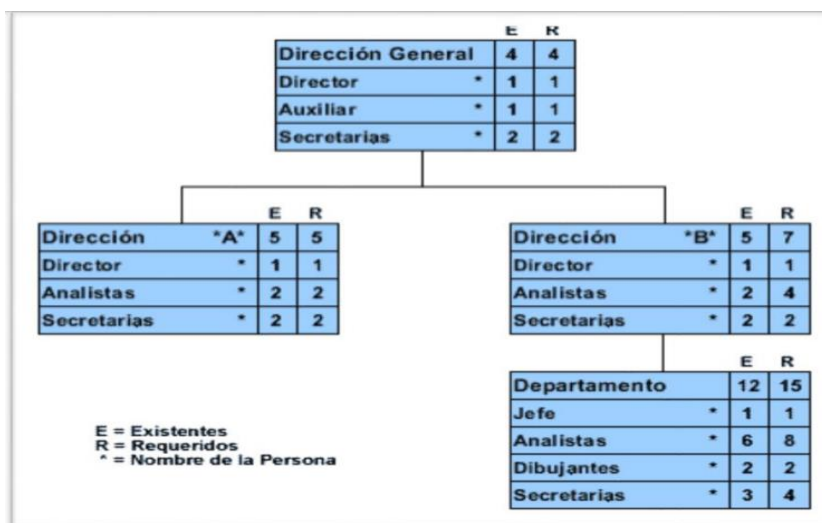 E R
Dirección General 4 4
Director * 1 1
Auxiliar * 1 1
Secretarias * 2 2
E R
Dirección *A* 5 5
Director * 1 1
Analistas * 2 2
Secretarias * 2 2
E R
Dirección *B* 5 7
Director * 1 1
Analistas * 2 4
Secretarias * 2 2
E R
Departamento 12 15
Jefe * 1 1
Analistas * 6 8
Dibujantes * 2 2
Secretarias * 3 4
E = Existentes
R = Requeridos
* = Nombre de la Persona